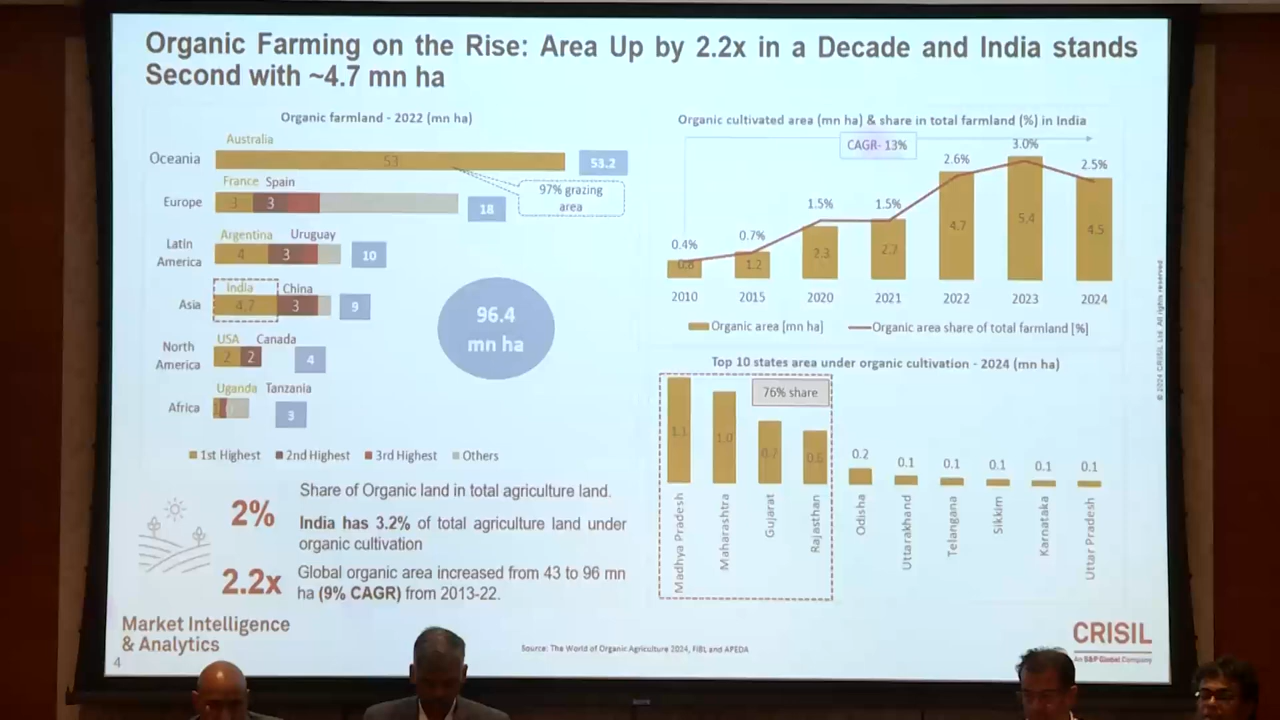 Organic Farming on the Rise: Area Up by 2.2x in a Decade and India stands
Second with ~4.7 mn ha
Organic farmland - 2022 (mn ha)
Australia
Oceania
53
53.2
97% grazing
area
France Spain
Europe
3
3
18
Argentina Uruguay
Latin
America
4
3
10
India China
Asia
4.7
3
9
USA Canada
North
America
2
2
4
Uganda Tanzania
Africa
3
96.4
mn ha
1st Highest
2nd Highest
3rd Highest
Others
2%
Share of Organic land in total agriculture land.
India has 3.2% of total agriculture land under
organic cultivation
2.2x
Global organic area increased from 43 to 96 mn
ha (9% CAGR) from 2013-22.
Organic cultivated area (mn ha) & share in total farmland (%) in India
CAGR- 13%
0.4%
0.7%
1.5%
1.5%
2.6%
3.0%
2.5%
0.8
1.2
2.3
2.7
4.7
5.4
4.5
2010
2015
2020
2021
2022
2023
2024
Organic area [mn ha]
Organic area share of total farmland [%]
Top 10 states area under organic cultivation - 2024 (mn ha)
76% share
1.1
1.0
0.7
0.6
0.2
0.1
0.1
0.1
0.1
0.1
Madhya Pradesh
Maharashtra
Gujarat
Rajasthan
Odisha
Uttarakhand
Telangana
Sikkim
Karnataka
Uttar Pradesh
© 2024 CRISIL Ltd. All rights reserved
Market Intelligence
& Analytics
4
Source: The World of Organic Agriculture 2024, FiBL and APEDA
CRISIL
An S&P Global Company